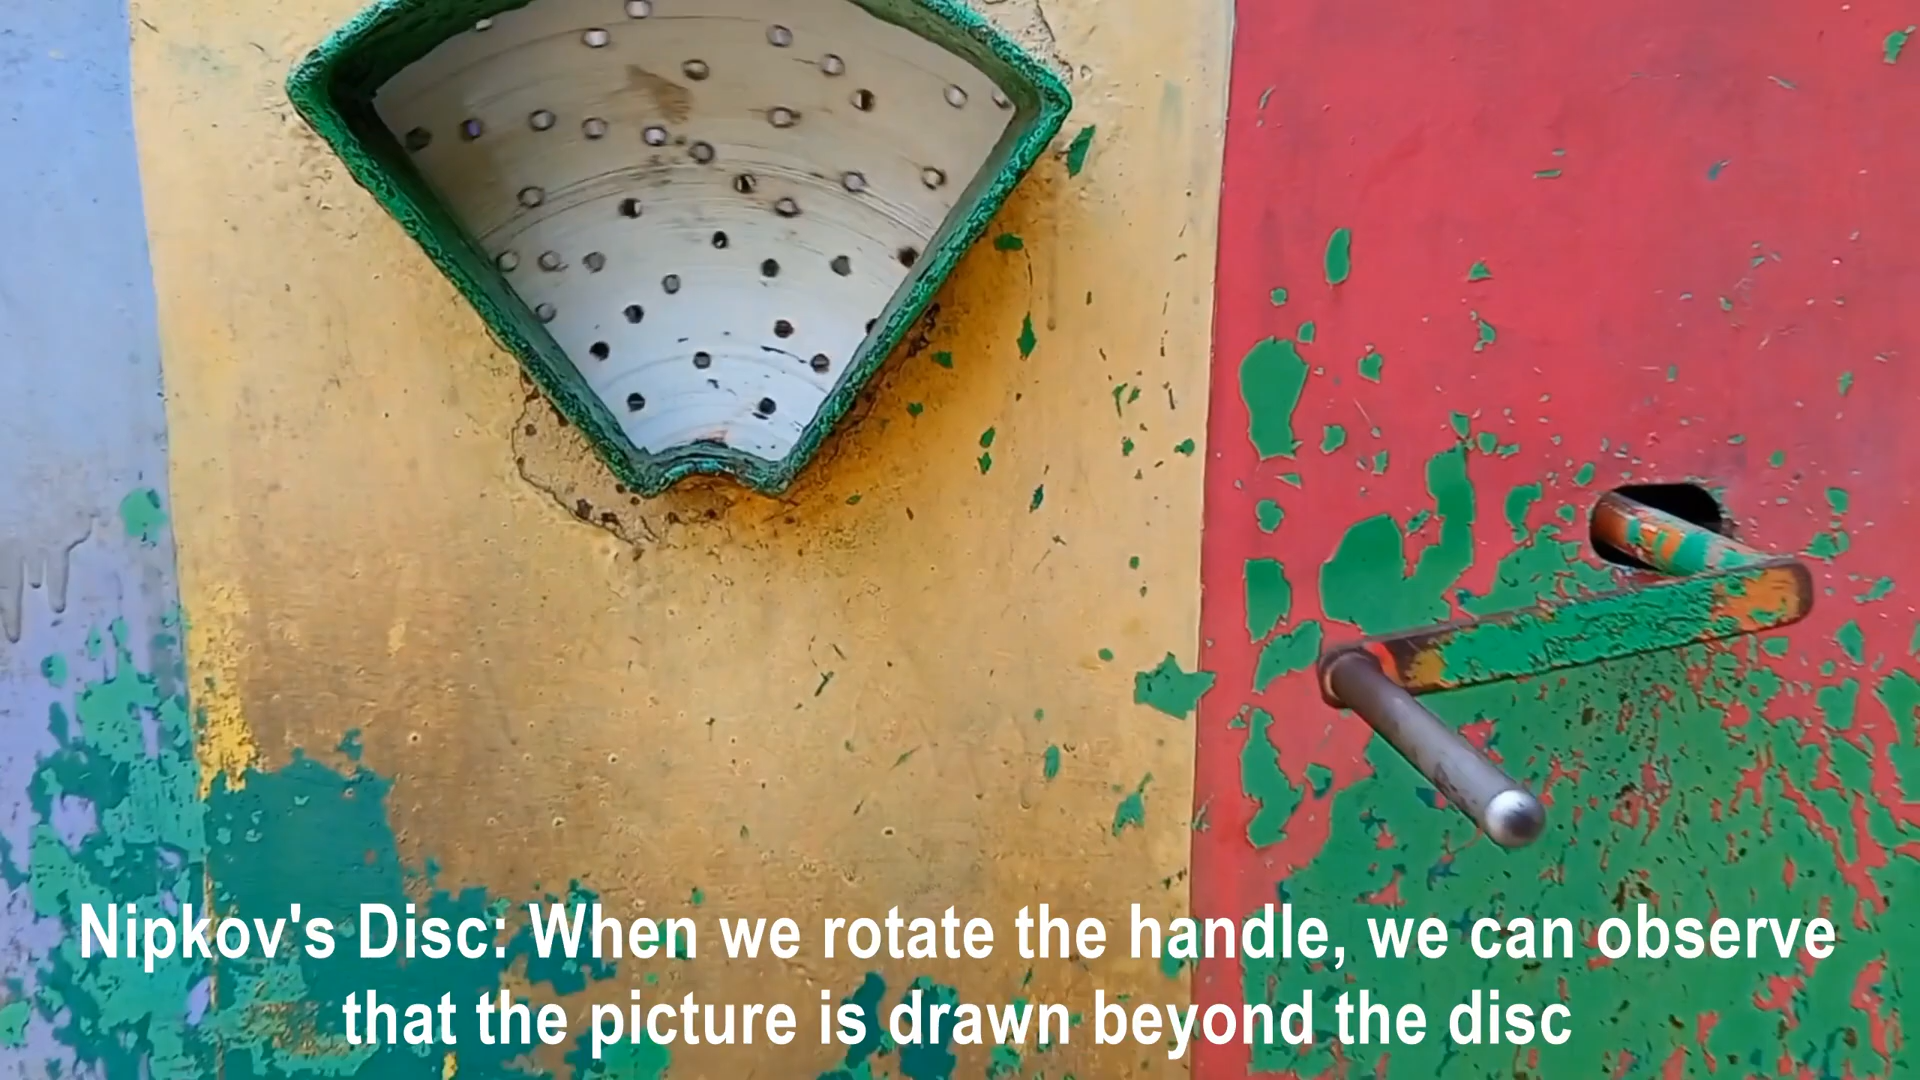 Nipkov's Disc: When we rotate the handle, we can observe
that the picture is drawn beyond the disc